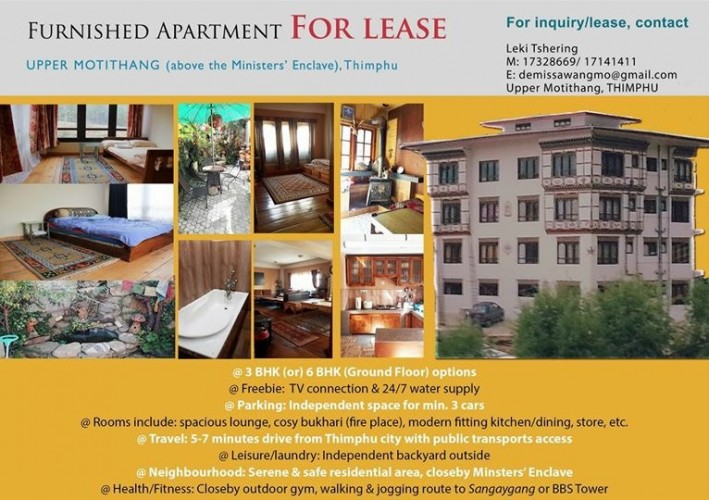 FURNISHED APARTMENT FOR LEASE
UPPER MOTITHANG (above the Ministers' Enclave), Thimphu
For inquiry/lease, contact
Leki Tshering
M: 17328669/ 17141411
E: demissawangmo@gmail.com
Upper Motithang, THIMPHU
@ 3 BHK (or) 6 BHK (Ground Floor) options
@ Freebie: TV connection & 24/7 water supply
@ Parking: Independent space for min. 3 cars
@ Rooms include: spacious lounge, cosy bukhari (fire place), modern fitting kitchen/dining, store, etc.
@ Travel: 5-7 minutes drive from Thimphu city with public transports access
@ Leisure/laundry: Independent backyard outside
@ Neighbourhood: Serene & safe residential area, closeby Minsters' Enclave
@ Health/Fitness: Closeby outdoor gym, walking & jogging route to Sangaygang or BBS Tower